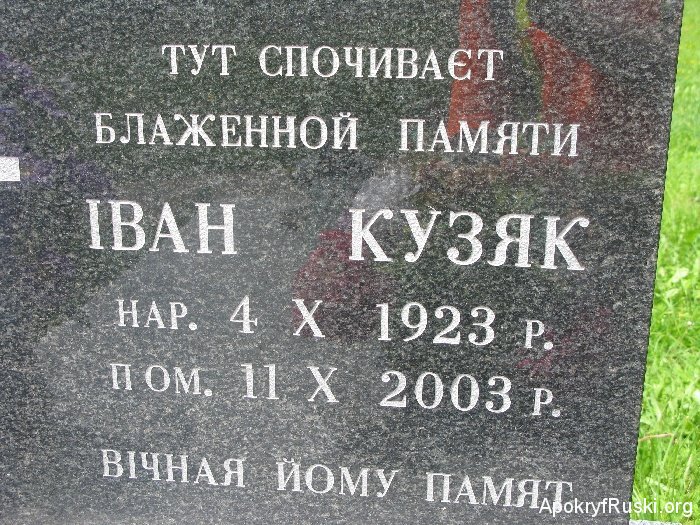 ТУТ СПОЧИВАЄТ
БЛАЖЕННОЙ ПАМЯТИ
ІВАН КУЗЯК
НАР. 4 X 1923 Р.
ПОМ. 11 X 2003 Р.
ВІЧНАЯ ЙОМУ ПАМЯТ
ApokryfRuski.org